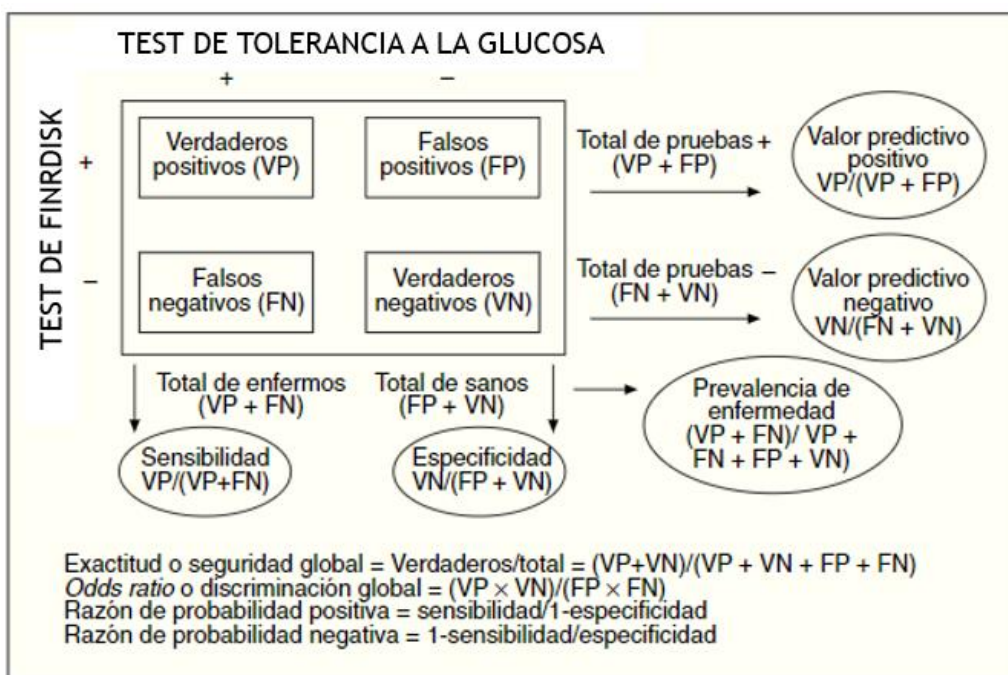 TEST DE TOLERANCIA A LA GLUCOSA
+
−
TEST DE FINRDISK
+
Verdaderos
positivos (VP)
Falsos
positivos (FP)
Total de pruebas +
(VP + FP)
Valor predictivo
positivo
VP/(VP + FP)
−
Falsos
negativos (FN)
Verdaderos
negativos (VN)
Total de pruebas −
(FN + VN)
Valor predictivo
negativo
VN/(FN + VN)
Total de enfermos
(VP + FN)
Total de sanos
(FP + VN)
Prevalencia de
enfermedad
(VP + FN)/ VP +
FN + FP + VN)
Sensibilidad
VP/(VP+FN)
Especificidad
VN/(FP + VN)
Exactitud o seguridad global = Verdaderos/total = (VP+VN)/(VP + VN + FP + FN)
Odds ratio o discriminación global = (VP × VN)/(FP × FN)
Razón de probabilidad positiva = sensibilidad/1-especificidad
Razón de probabilidad negativa = 1-sensibilidad/especificidad